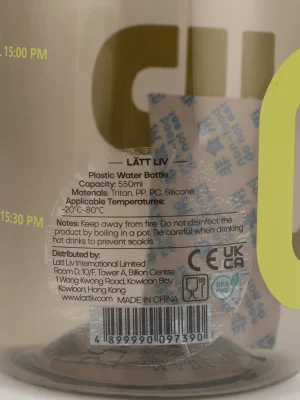 15:00 PM
15:30 PM
LÄTT LIV
Plastic Water Bottle
Capacity: 550ml
Materials: Tritan, PP, PC, Silicone
Applicable Temperatures:
-20°C~80°C
Notes: Keep away from fire. Do not disinfect the
product by boiling in a pot. Be careful when drinking
hot drinks to prevent scalds.
Distributed by:
Lätt Liv International Limited
Room D, 10/F, Tower A, Billion Centre
1 Wang Kwong Road, Kowloon Bay
Kowloon, Hong Kong
www.lattliv.com MADE IN CHINA
CE UK
CA
BPA
FREE
4 899990 097390